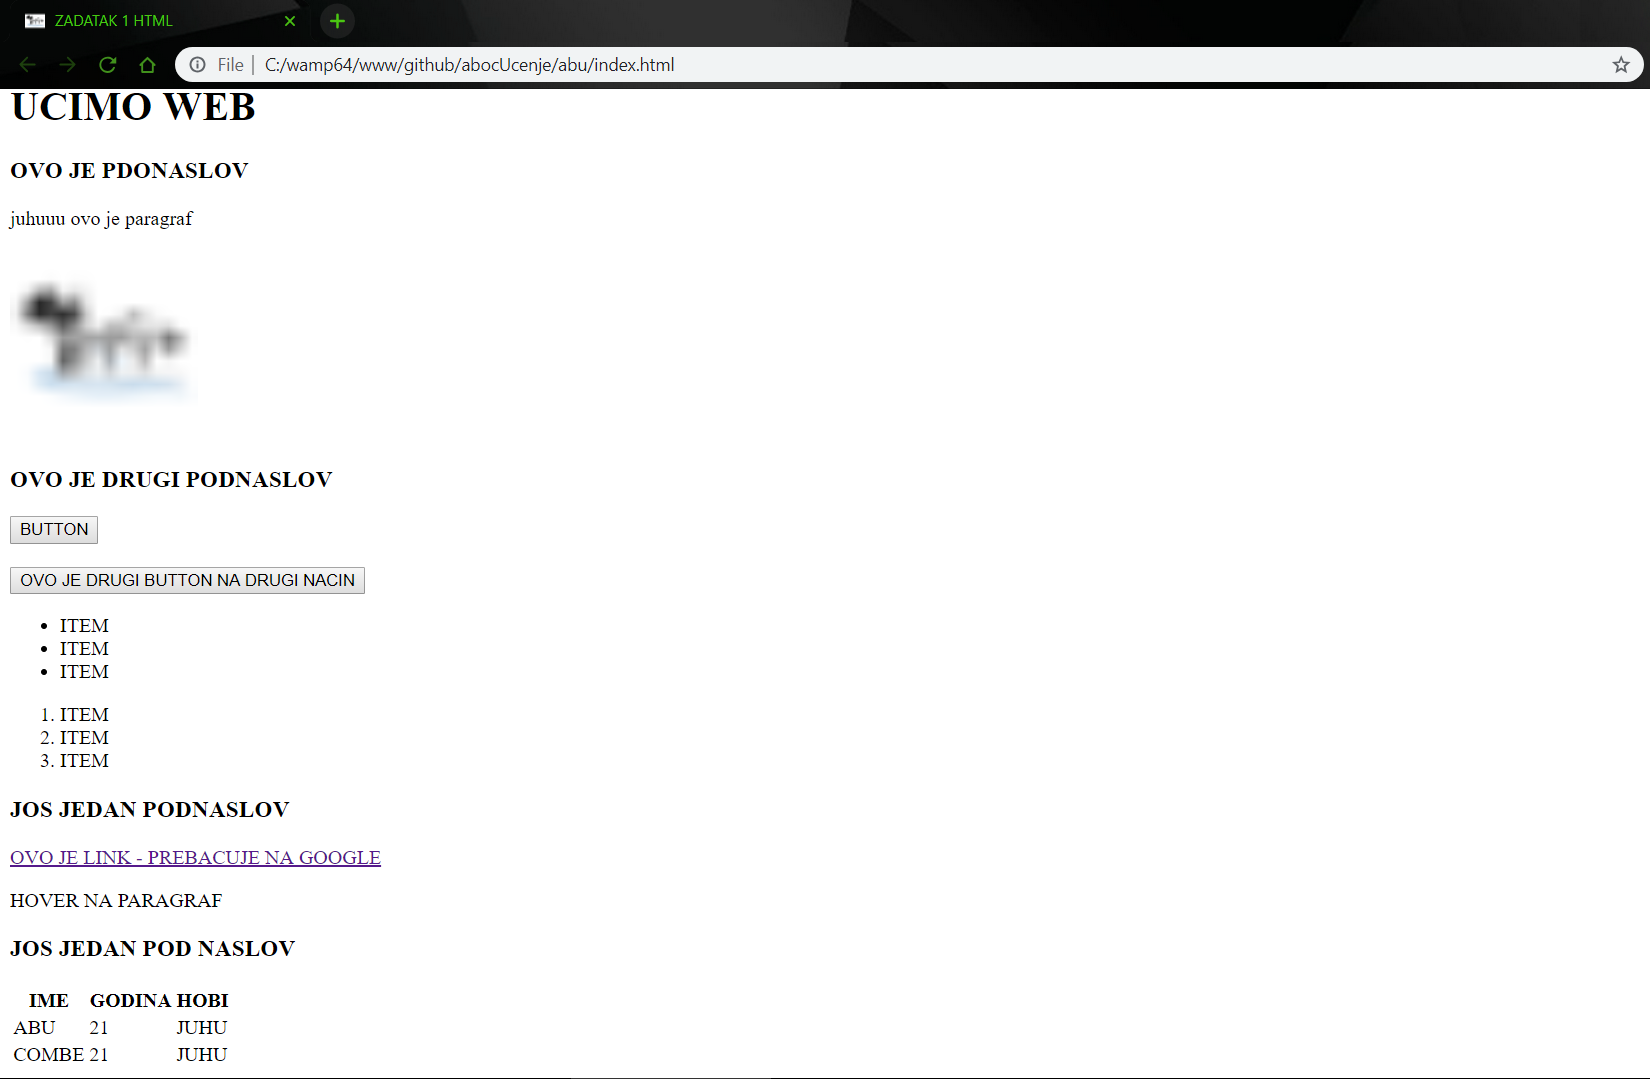 ZADATAK 1 HTML
File | C:/wamp64/www/github/abocUcenje/abu/index.html
UCIMO WEB
OVO JE PDONASLOV
juhuuu ovo je paragraf
OVO JE DRUGI PODNASLOV
BUTTON
OVO JE DRUGI BUTTON NA DRUGI NACIN
• ITEM
• ITEM
• ITEM
1. ITEM
2. ITEM
3. ITEM
JOS JEDAN PODNASLOV
OVO JE LINK - PREBACUJE NA GOOGLE
HOVER NA PARAGRAF
JOS JEDAN POD NASLOV
IME GODINA HOBI
ABU 21 JUHU
COMBE 21 JUHU